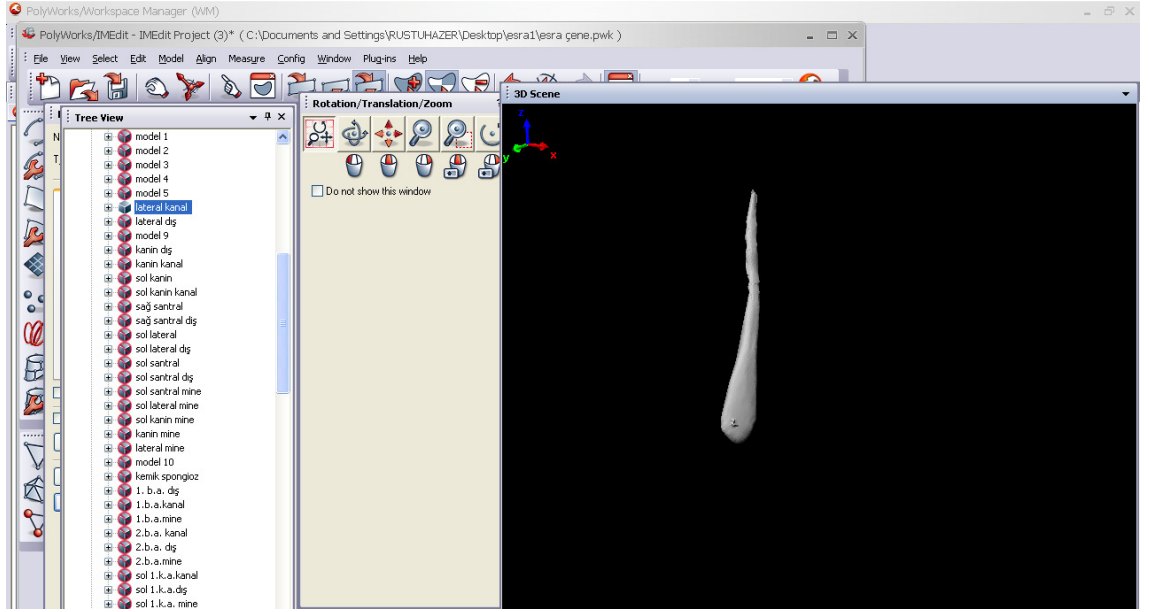 PolyWorks/Workspace Manager (WM)
PolyWorks/IMEdit - IMEdit Project (3)* ( C:\Documents and Settings\RUSTUHAZER\Desktop\esra1\esra çene.pwk )
File View Select Edit Model Align Measure Config Window Plug-ins Help
Tree View
model 1
model 2
model 3
model 4
model 5
lateral kanal
lateral dış
model 9
kanin dış
kanin kanal
sol kanin
sol kanin kanal
sağ santral
sağ santral diş
sol lateral
sol lateral dış
sol santral
sol santral dış
sol santral mine
sol lateral mine
sol kanin mine
kanin mine
lateral mine
model 10
kemik spongioz
1. b.a. dış
1.b.a.kanal
1.b.a.mine
2.b.a. kanal
2.b.a. dış
2.b.a.mine
sol 1.k.a.kanal
sol 1.k.a.dış
sol 1.k.a. mine
Rotation/Translation/Zoom
Do not show this window
3D Scene
z
y
x